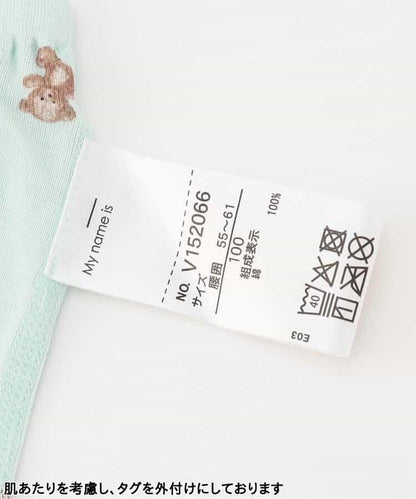 My name is
NO. V152066
サイズ
腰囲 55~61
100
組成表示
綿 100%
40
E03
肌あたりを考慮し、タグを外付けにしております